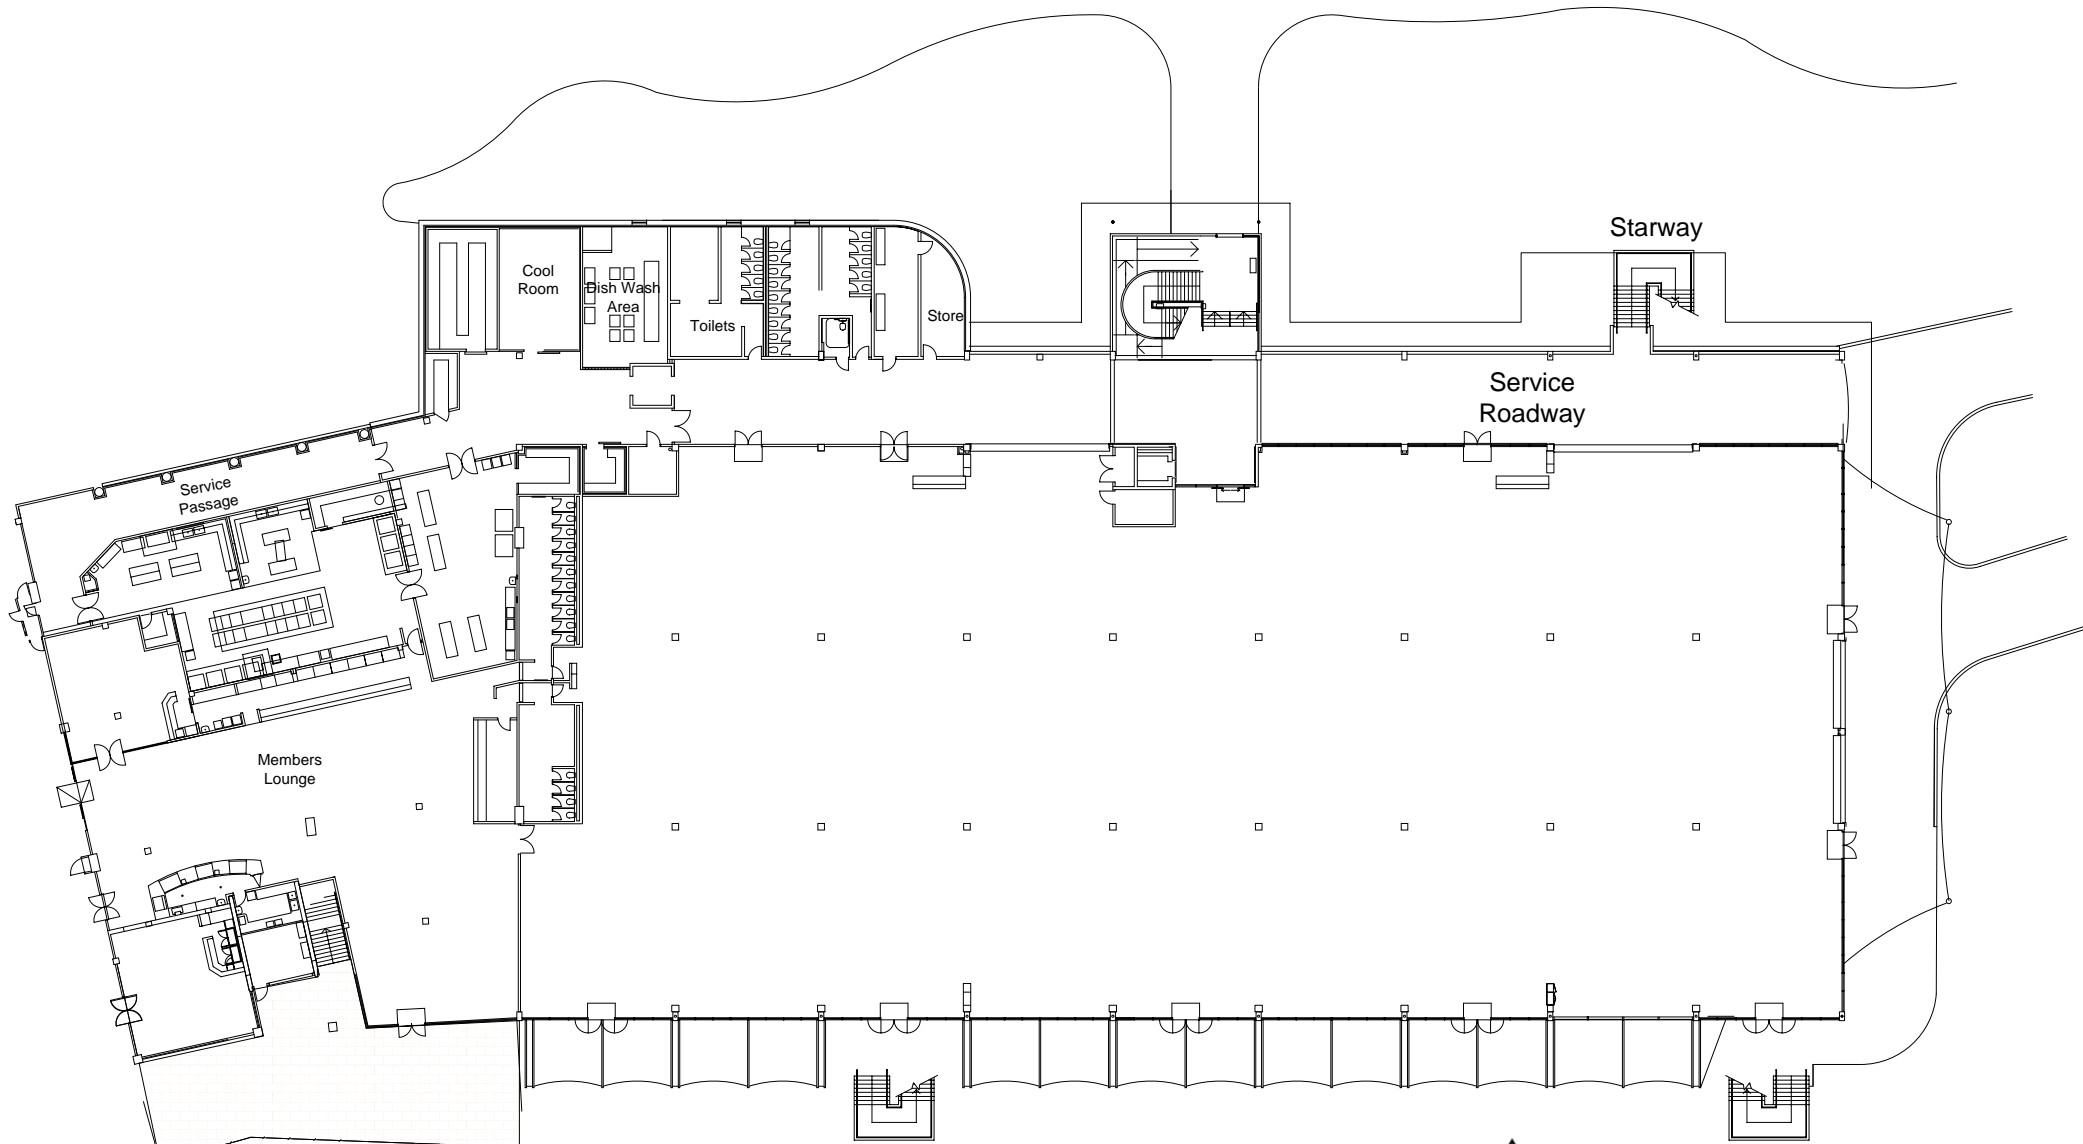 Starway
Cool
Room
Dish Wash
Area
Toilets
Store
Service
Roadway
Service
Passage
Members
Lounge